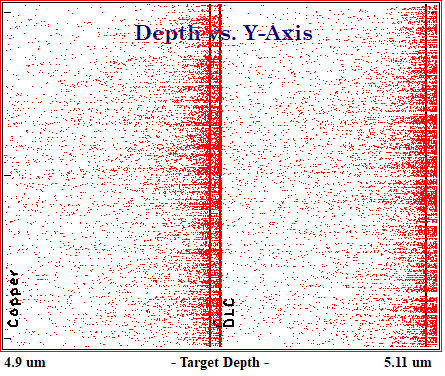 Depth vs. Y-Axis
Copper
DLC
4.9 um
- Target Depth -
5.11 um